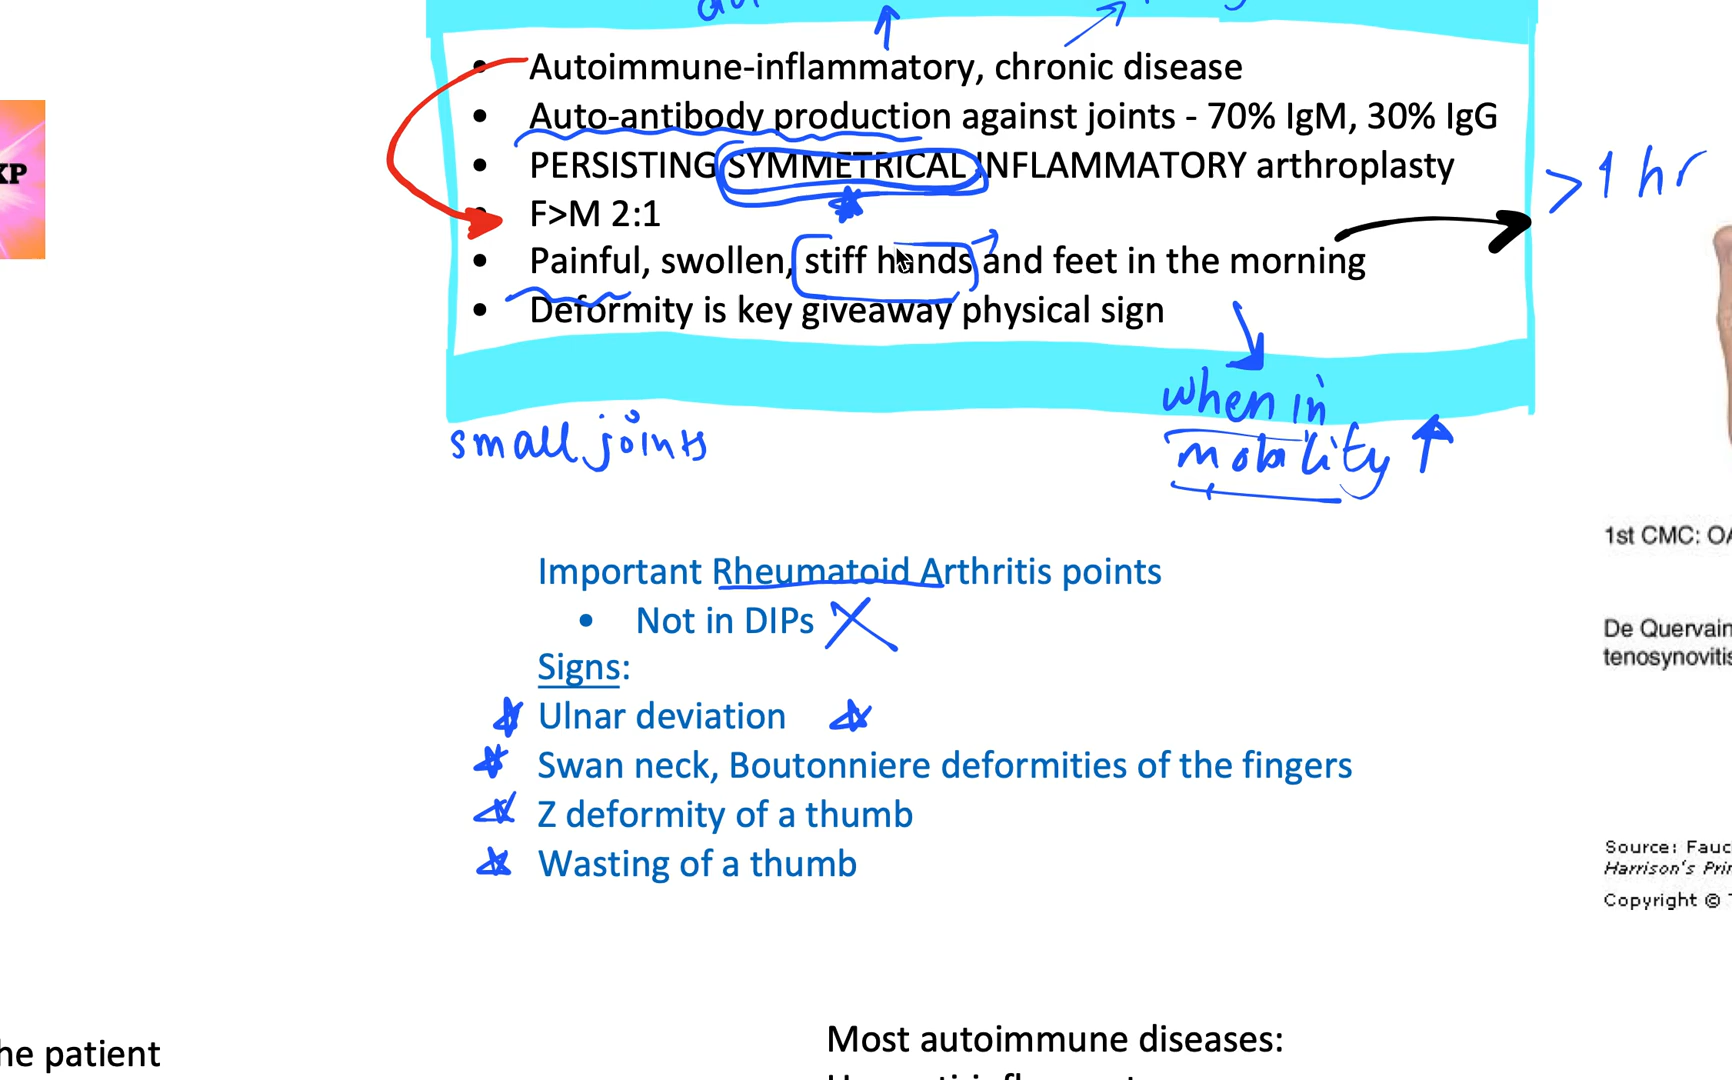 Autoimmune-inflammatory, chronic disease
Auto-antibody production against joints - 70% IgM, 30% IgG
PERSISTING SYMMETRICAL INFLAMMATORY arthroplasty
>1 hr
F>M 2:1
Painful, swollen, stiff hands and feet in the morning
Deformity is key giveaway physical sign
when in
mobility
small joints
XP
1st CMC: OA
Important Rheumatoid Arthritis points
Not in DIPs
De Quervain
tenosynovitis
Signs:
Ulnar deviation
Swan neck, Boutonniere deformities of the fingers
Z deformity of a thumb
Wasting of a thumb
Source: Fauc
Harrison's Prin
Copyright ©
he patient
Most autoimmune diseases: